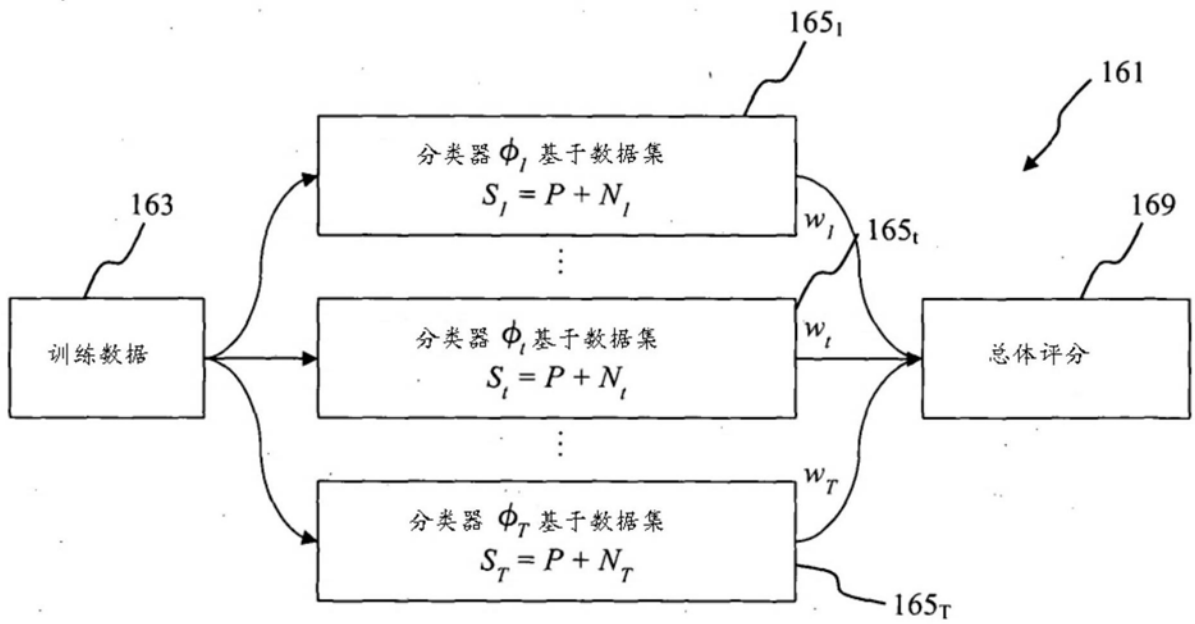 165₁
161
分类器 ϕ₁ 基于数据集
S₁ = P + N₁
163
w₁
165ₜ
169
⋮
训练数据
分类器 ϕₜ 基于数据集
Sₜ = P + Nₜ
wₜ
总体评分
⋮
w_T
分类器 ϕ_T 基于数据集
S_T = P + N_T
165_T